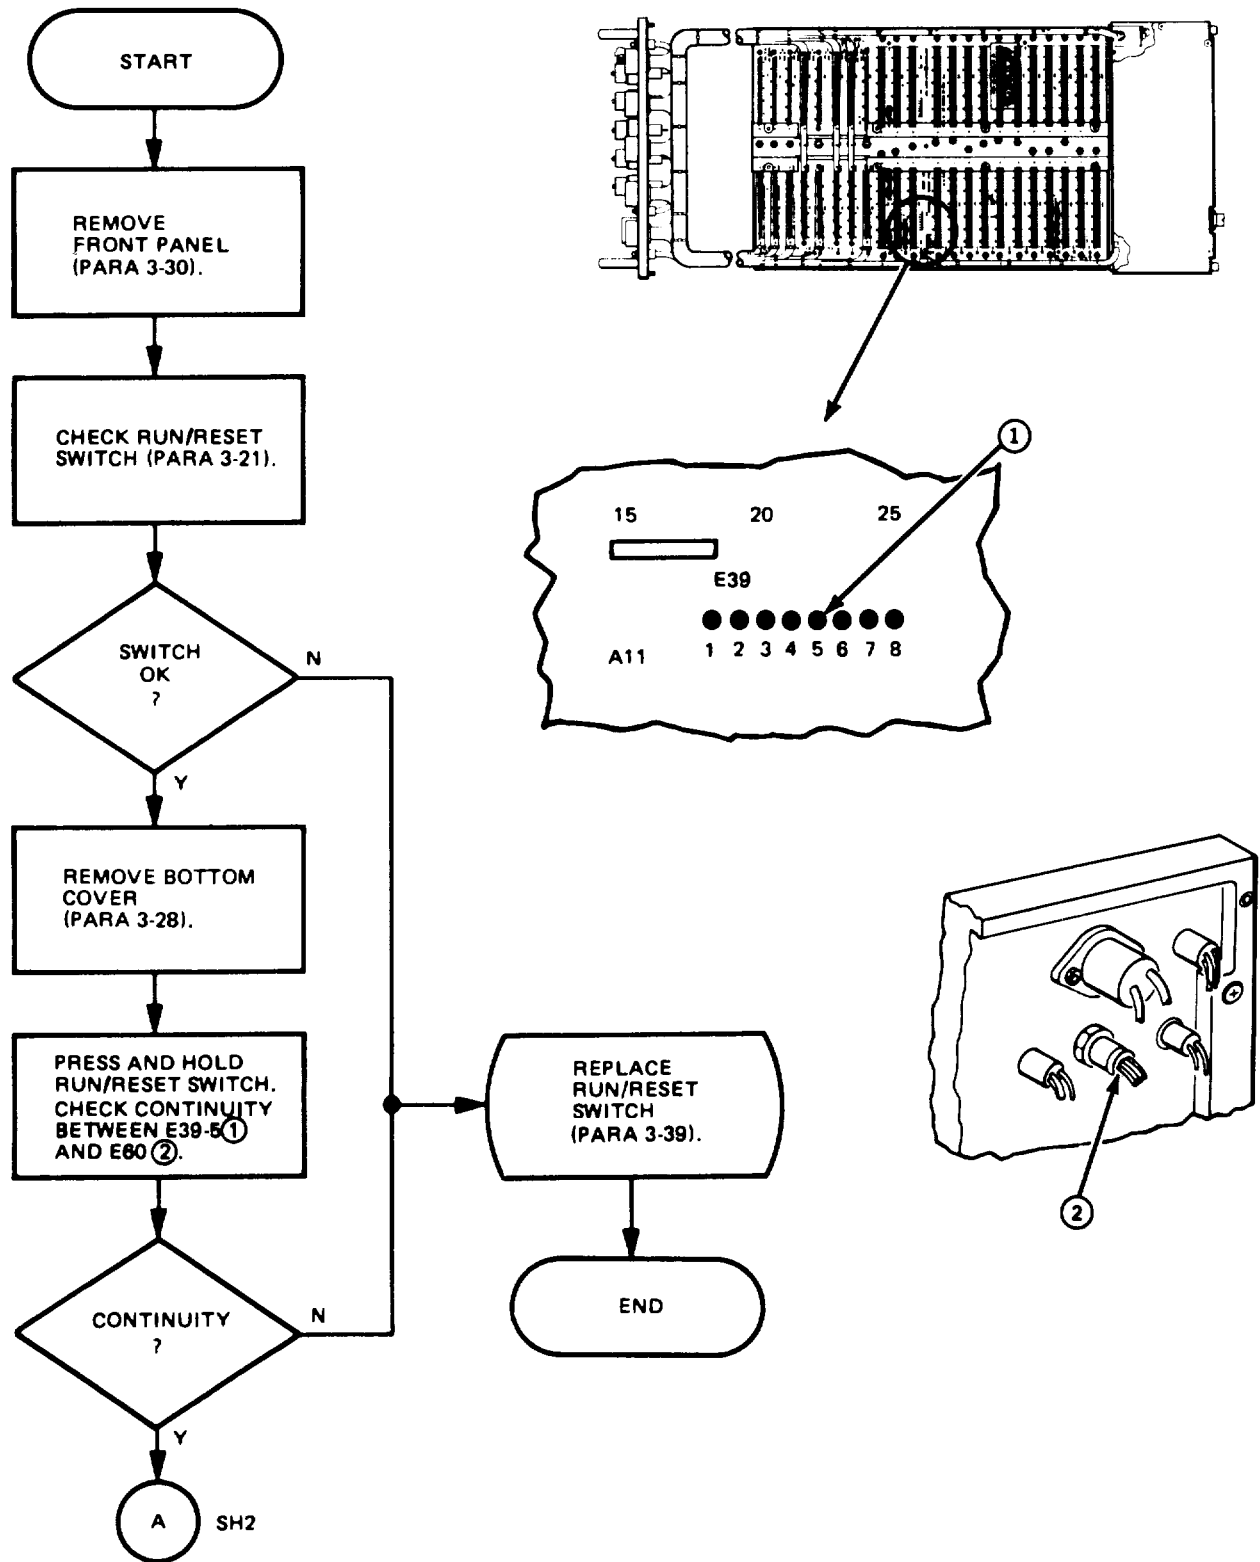 START
REMOVE
FRONT PANEL
(PARA 3-30).
CHECK RUN/RESET
SWITCH (PARA 3-21).
SWITCH
OK
?
N
Y
REMOVE BOTTOM
COVER
(PARA 3-28).
PRESS AND HOLD
RUN/RESET SWITCH.
CHECK CONTINUITY
BETWEEN E39-5①
AND E60②.
CONTINUITY
?
N
Y
A
SH2
REPLACE
RUN/RESET
SWITCH
(PARA 3-39).
END
1
15 20 25
E39
A11
1 2 3 4 5 6 7 8
2